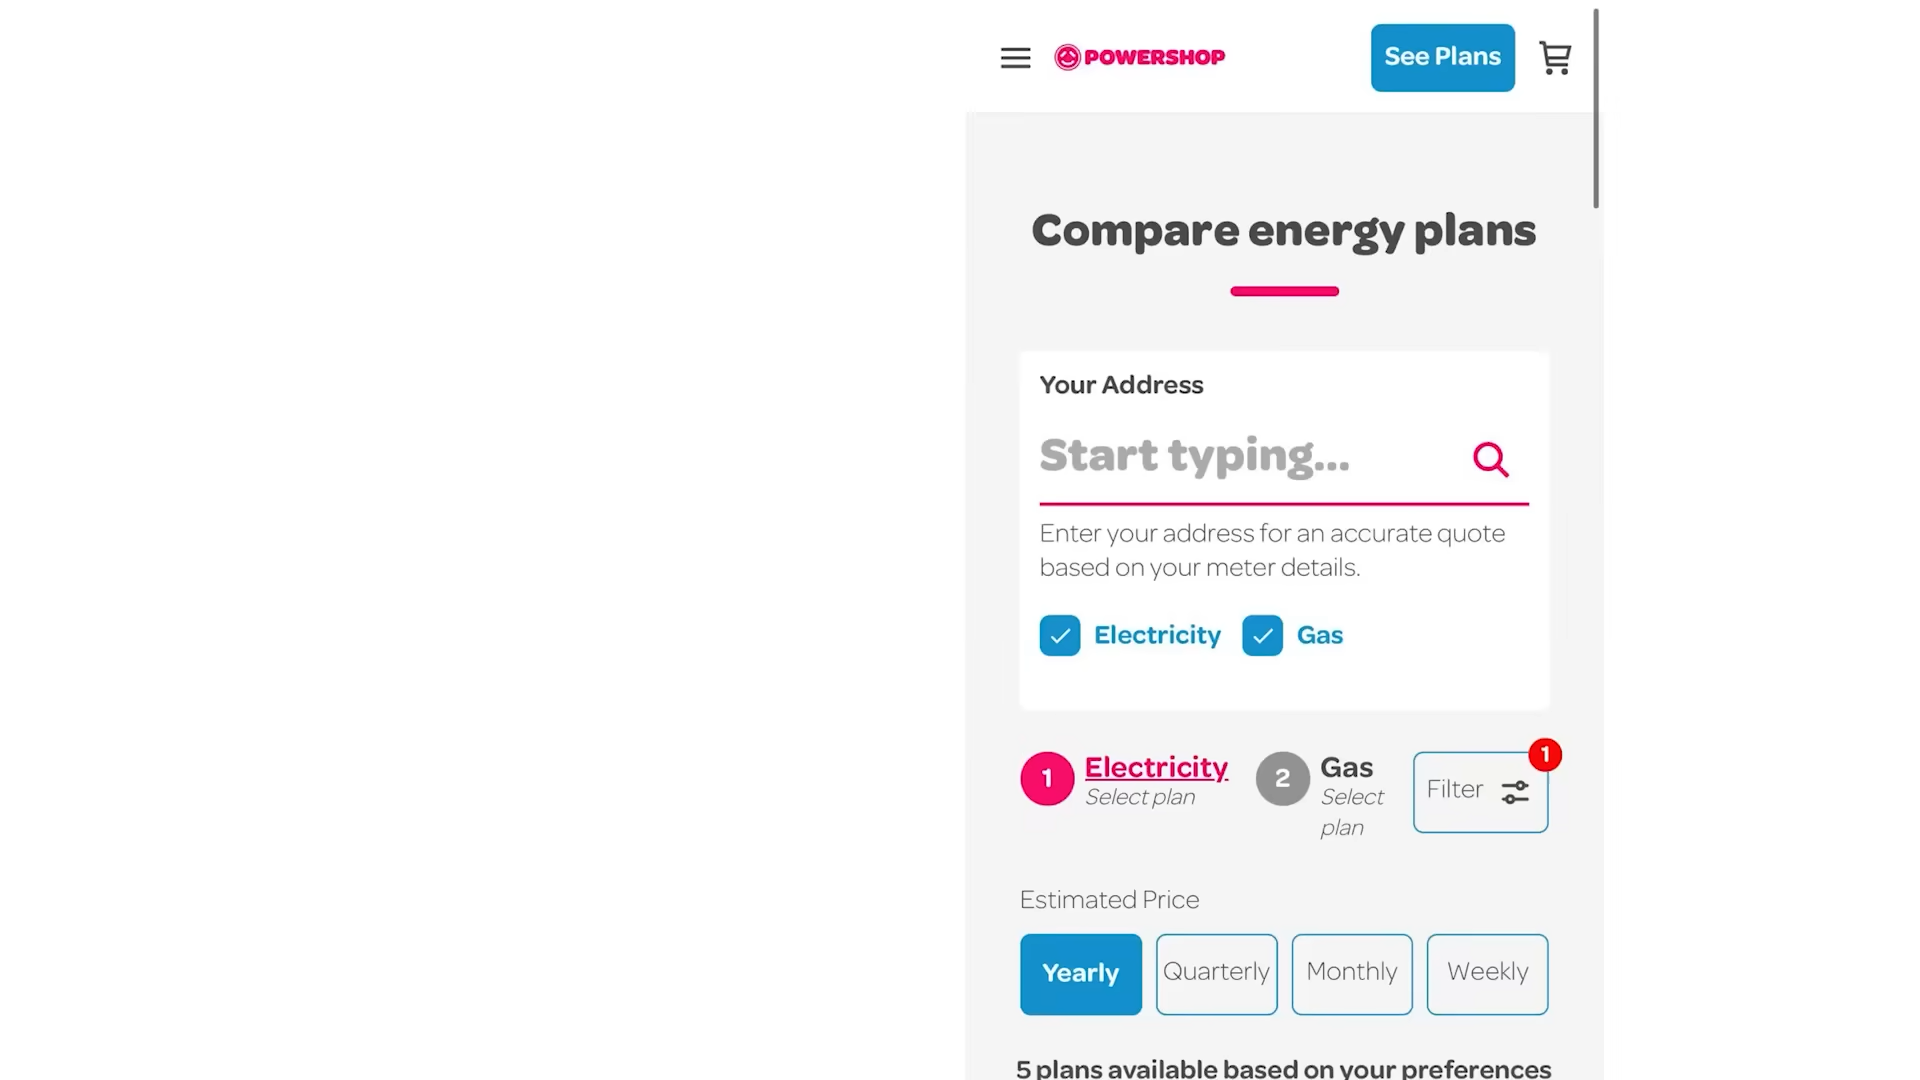 POWERSHOP
See Plans
Compare energy plans
Your Address
Start typing...
Enter your address for an accurate quote
based on your meter details.
Electricity
Gas
1
Electricity
Select plan
2
Gas
Select
plan
Filter
1
Estimated Price
Yearly
Quarterly
Monthly
Weekly
5 plans available based on your preferences